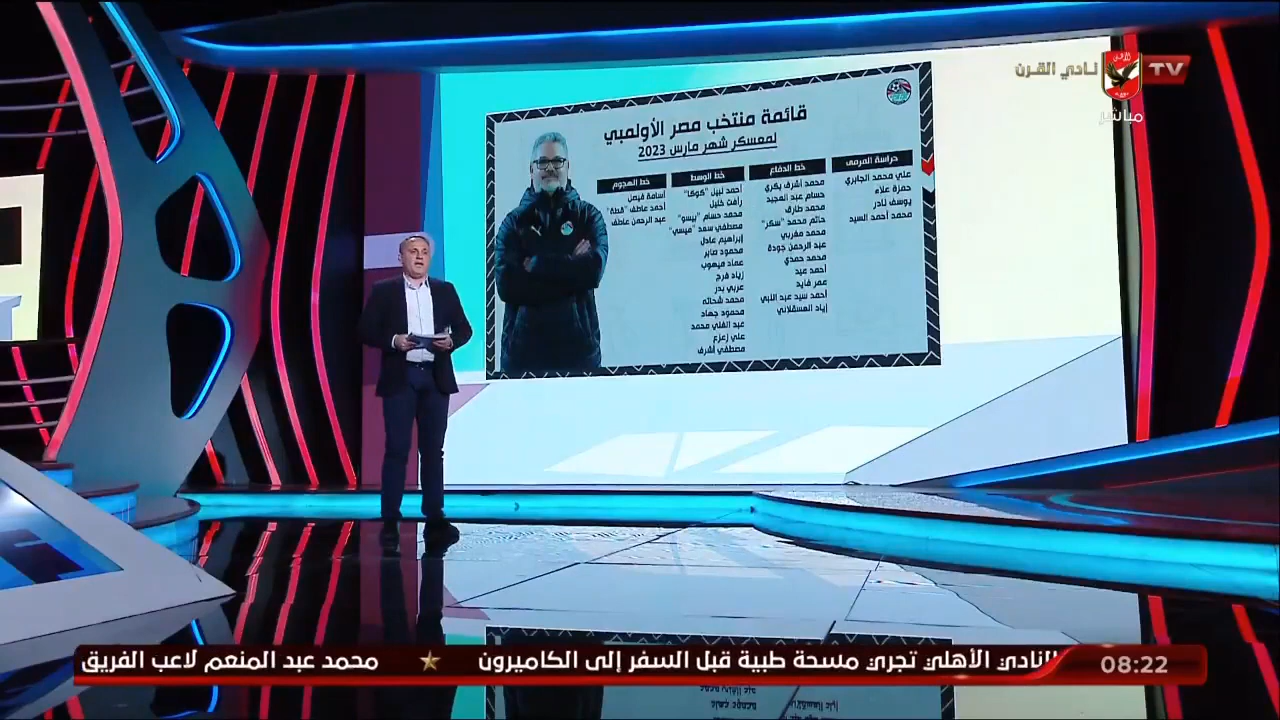 نادي القرن
TV
مباشر
قائمة منتخب مصر الأولمبي
لمعسكر شهر مارس 2023
حراسة المرمى
علي محمد الجابري
حمزة علاء
يوسف نادر
محمد أحمد السيد
خط الدفاع
محمد أشرف بكري
حسام عبد المجيد
محمد طارق
حاتم محمد "سكر"
محمد مغربي
عبد الرحمن جودة
محمد حمدي
أحمد عيد
عمر فايد
أحمد سيد عبد النبي
إياد العسقلاني
خط الوسط
أحمد نبيل "كوكا"
رأفت خليل
محمد حسام "بيسو"
مصطفي سعد "ميسي"
إبراهيم عادل
محمود صابر
عماد ميهوب
زياد فرج
عربي بدر
محمد شحاته
محمود جهاد
عبد الغني محمد
علي زعزع
مصطفي أشرف
خط الهجوم
أسامة فيصل
أحمد عاطف "قطة"
عبد الرحمن عاطف
08:22
النادي الأهلي تجري مسحة طبية قبل السفر إلى الكاميرون
محمد عبد المنعم لاعب الفريق